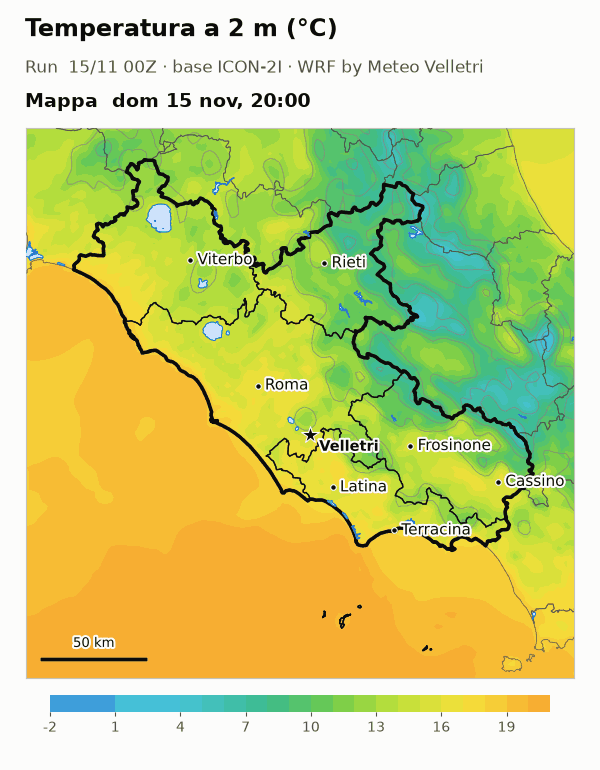 Temperatura a 2 m (°C)
Run  15/11 00Z · base ICON-2I · WRF by Meteo Velletri
Mappa  dom 15 nov, 20:00
Viterbo
Rieti
Roma
Velletri
Frosinone
Cassino
Latina
Terracina
50 km
-2 1 4 7 10 13 16 19